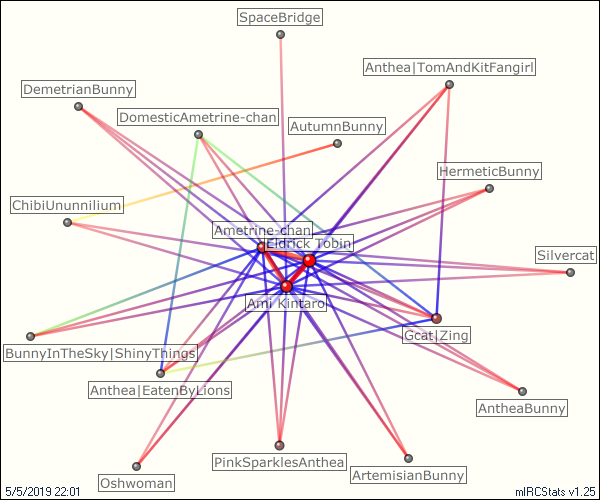 SpaceBridge
Anthea|TomAndKitFangirl
DemetrianBunny
DomesticAmetrine-chan
AutumnBunny
HermeticBunny
ChibiUnunnilium
Ametrine-chan
Eldrick Tobin
Silvercat
Ami Kintaro
Gcat|Zing
BunnyInTheSky|ShinyThings
Anthea|EatenByLions
AntheaBunny
PinkSparklesAnthea
ArtemisianBunny
Oshwoman
5/5/2019 22:01
mIRCStats v1.25